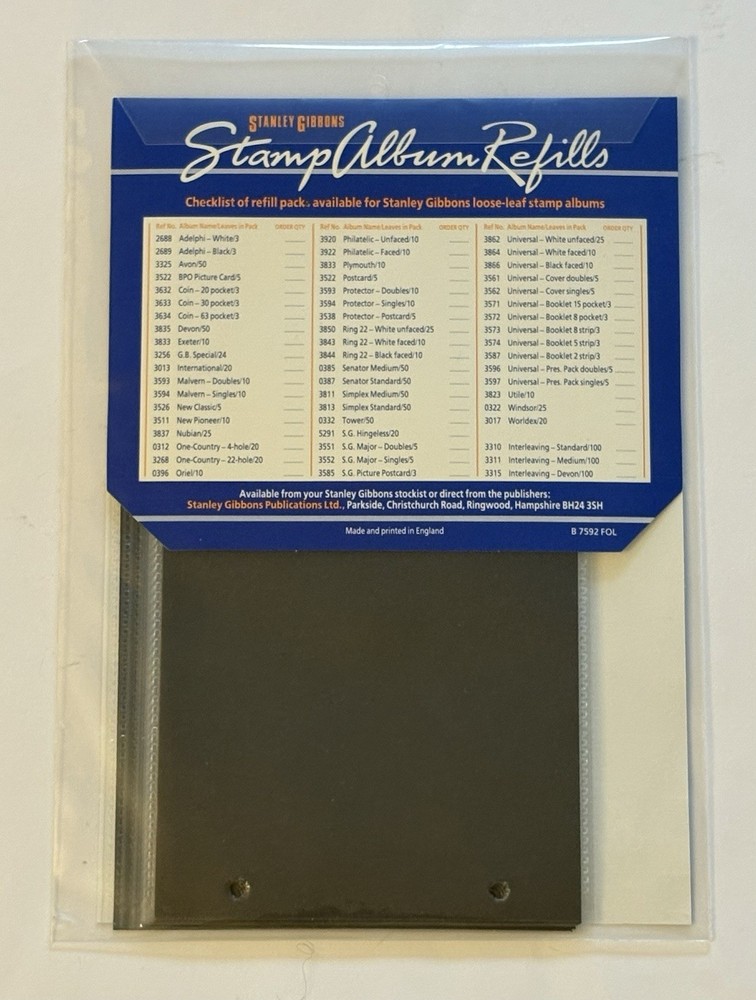 STANLEY GIBBONS
Stamp Album Refills
Checklist of refill packs available for Stanley Gibbons loose-leaf stamp albums
Ref No. Album Name/Leaves in Pack ORDER QTY
2688 Adelphi – White/3
2689 Adelphi – Black/3
3325 Avon/50
3522 BPO Picture Card/5
3632 Coin – 20 pocket/3
3633 Coin – 30 pocket/3
3634 Coin – 63 pocket/3
3835 Devon/50
3833 Exeter/10
3256 G.B. Special/24
3013 International/20
3593 Malvern – Doubles/10
3594 Malvern – Singles/10
3526 New Classic/5
3511 New Pioneer/10
3837 Nubian/25
0312 One-Country – 4-hole/20
3268 One-Country – 22-hole/20
0396 Oriel/10
Ref No. Album Name/Leaves in Pack ORDER QTY
3920 Philatelic – Unfaced/10
3922 Philatelic – Faced/10
3833 Plymouth/10
3522 Postcard/5
3593 Protector – Doubles/10
3594 Protector – Singles/10
3538 Protector – Postcard/5
3850 Ring 22 – White unfaced/25
3843 Ring 22 – White faced/10
3844 Ring 22 – Black faced/10
0385 Senator Medium/50
0387 Senator Standard/50
3811 Simplex Medium/50
3813 Simplex Standard/50
0332 Tower/50
5291 S.G. Hingeless/20
3551 S.G. Major – Doubles/5
3552 S.G. Major – Singles/5
3585 S.G. Picture Postcard/3
Ref No. Album Name/Leaves in Pack ORDER QTY
3862 Universal – White unfaced/25
3864 Universal – White faced/10
3866 Universal – Black faced/10
3561 Universal – Cover doubles/5
3562 Universal – Cover singles/5
3571 Universal – Booklet 15 pocket/3
3572 Universal – Booklet 8 pocket/3
3573 Universal – Booklet 8 strip/3
3574 Universal – Booklet 5 strip/3
3587 Universal – Booklet 2 strip/3
3596 Universal – Pres. Pack doubles/5
3597 Universal – Pres. Pack singles/5
3823 Utile/10
0322 Windsor/25
3017 Worldex/20
3310 Interleaving – Standard/100
3311 Interleaving – Medium/100
3315 Interleaving – Devon/100
Available from your Stanley Gibbons stockist or direct from the publishers:
Stanley Gibbons Publications Ltd., Parkside, Christchurch Road, Ringwood, Hampshire BH24 3SH
Made and printed in England
B 7592 FOL